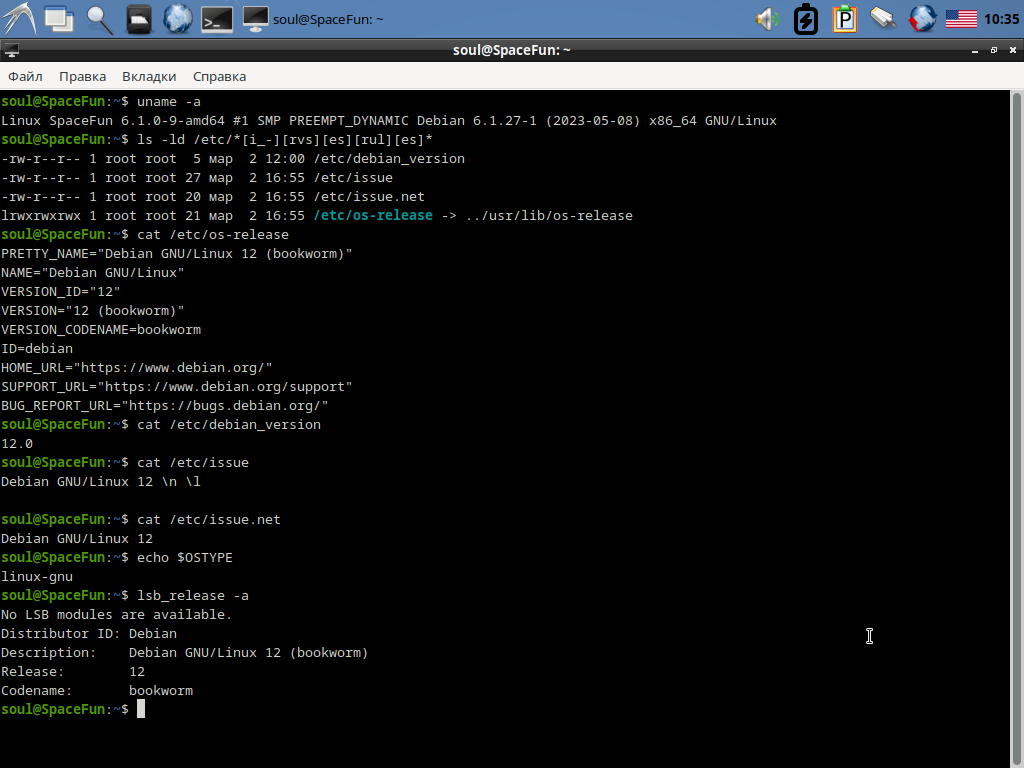 soul@SpaceFun: ~
P
10:35
soul@SpaceFun: ~
Файл Правка Вкладки Справка
soul@SpaceFun:~$ uname -a
Linux SpaceFun 6.1.0-9-amd64 #1 SMP PREEMPT_DYNAMIC Debian 6.1.27-1 (2023-05-08) x86_64 GNU/Linux
soul@SpaceFun:~$ ls -ld /etc/*[i_-][rvs][es][rul][es]*
-rw-r--r-- 1 root root  5 мар  2 12:00 /etc/debian_version
-rw-r--r-- 1 root root 27 мар  2 16:55 /etc/issue
-rw-r--r-- 1 root root 20 мар  2 16:55 /etc/issue.net
lrwxrwxrwx 1 root root 21 мар  2 16:55 /etc/os-release -> ../usr/lib/os-release
soul@SpaceFun:~$ cat /etc/os-release
PRETTY_NAME="Debian GNU/Linux 12 (bookworm)"
NAME="Debian GNU/Linux"
VERSION_ID="12"
VERSION="12 (bookworm)"
VERSION_CODENAME=bookworm
ID=debian
HOME_URL="https://www.debian.org/"
SUPPORT_URL="https://www.debian.org/support"
BUG_REPORT_URL="https://bugs.debian.org/"
soul@SpaceFun:~$ cat /etc/debian_version
12.0
soul@SpaceFun:~$ cat /etc/issue
Debian GNU/Linux 12 \n \l
soul@SpaceFun:~$ cat /etc/issue.net
Debian GNU/Linux 12
soul@SpaceFun:~$ echo $OSTYPE
linux-gnu
soul@SpaceFun:~$ lsb_release -a
No LSB modules are available.
Distributor ID: Debian
Description:    Debian GNU/Linux 12 (bookworm)
Release:        12
Codename:       bookworm
soul@SpaceFun:~$